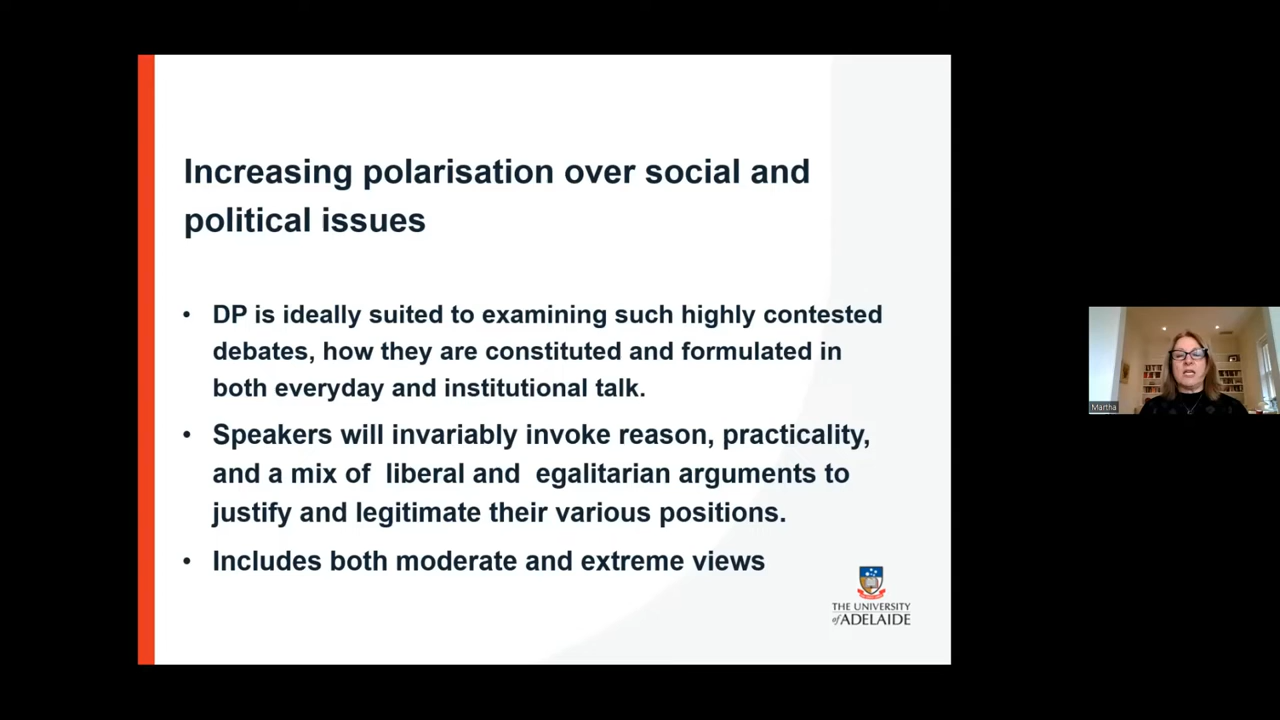 Increasing polarisation over social and
political issues
• DP is ideally suited to examining such highly contested
debates, how they are constituted and formulated in
both everyday and institutional talk.
• Speakers will invariably invoke reason, practicality,
and a mix of liberal and egalitarian arguments to
justify and legitimate their various positions.
• Includes both moderate and extreme views
THE UNIVERSITY
of ADELAIDE
Martha